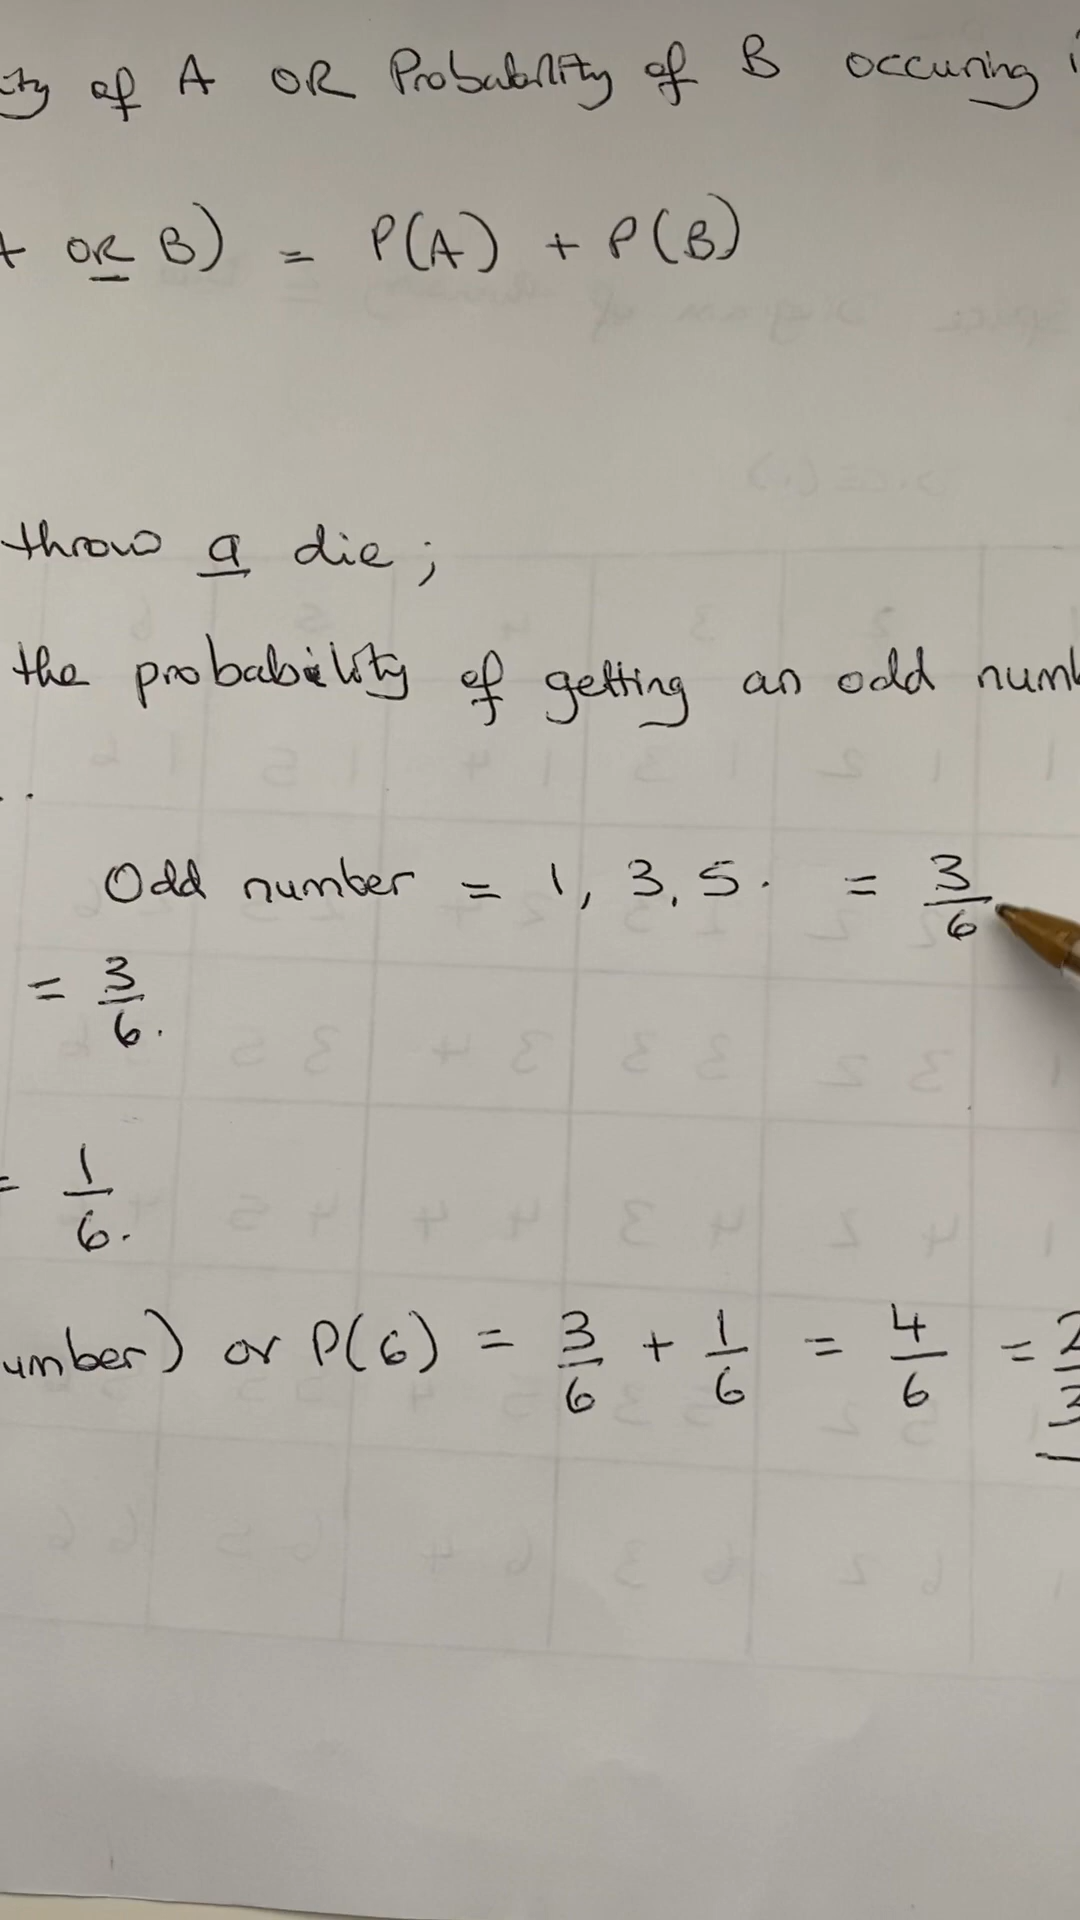 of A OR Probability of B occuring
OR B) = P(A) + P(B)
throw a die;
the probability of getting an odd numb
Odd number = 1, 3, 5. = 3/6
= 3/6.
= 1/6.
umber) or P(6) = 3/6 + 1/6 = 4/6 = 2/3